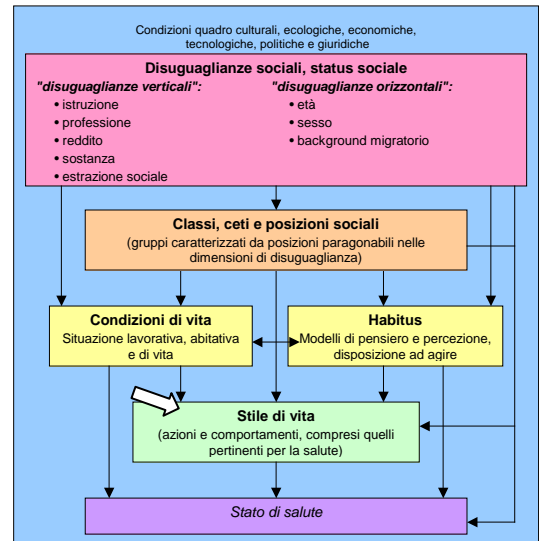 Condizioni quadro culturali, ecologiche, economiche,
tecnologiche, politiche e giuridiche
Disuguaglianze sociali, status sociale
"disuguaglianze verticali":
• istruzione
• professione
• reddito
• sostanza
• estrazione sociale
"disuguaglianze orizzontali":
• età
• sesso
• background migratorio
Classi, ceti e posizioni sociali
(gruppi caratterizzati da posizioni paragonabili nelle
dimensioni di disuguaglianza)
Condizioni di vita
Situazione lavorativa, abitativa
e di vita
Habitus
Modelli di pensiero e percezione,
disposizione ad agire
Stile di vita
(azioni e comportamenti, compresi quelli
pertinenti per la salute)
Stato di salute